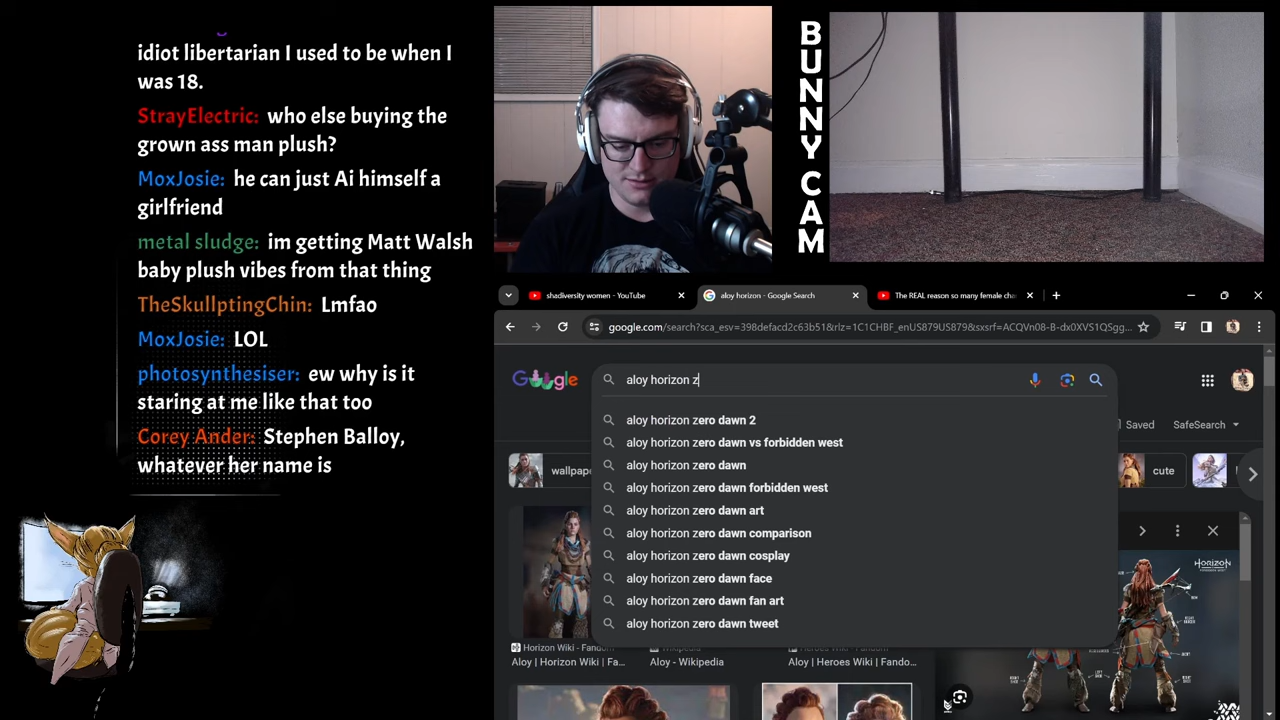 idiot libertarian I used to be when I
was 18.
StrayElectric: who else buying the
grown ass man plush?
MoxJosie: he can just Ai himself a
girlfriend
metal sludge: im getting Matt Walsh
baby plush vibes from that thing
TheSkullptingChin: Lmfao
MoxJosie: LOL
photosynthesiser: ew why is it
staring at me like that too
Corey Ander: Stephen Balloy,
whatever her name is
BUNNY CAM
shadiversity women - YouTube
aloy horizon - Google Search
The REAL reason so many female cha
google.com/search?sca_esv=398defacd2c63b51&rlz=1C1CHBF_enUS879US879&sxsrf=ACQVn08-B-dx0XVS1QSgg...
Google
aloy horizon z
aloy horizon zero dawn 2
aloy horizon zero dawn vs forbidden west
aloy horizon zero dawn
aloy horizon zero dawn forbidden west
aloy horizon zero dawn art
aloy horizon zero dawn comparison
aloy horizon zero dawn cosplay
aloy horizon zero dawn face
aloy horizon zero dawn fan art
aloy horizon zero dawn tweet
Saved
SafeSearch
wallpap
cute
HORIZON
Horizon Wiki - Fandom
Aloy | Horizon Wiki | Fa...
Wikipedia
Aloy - Wikipedia
Heroes Wiki - Fandom
Aloy | Heroes Wiki | Fando...